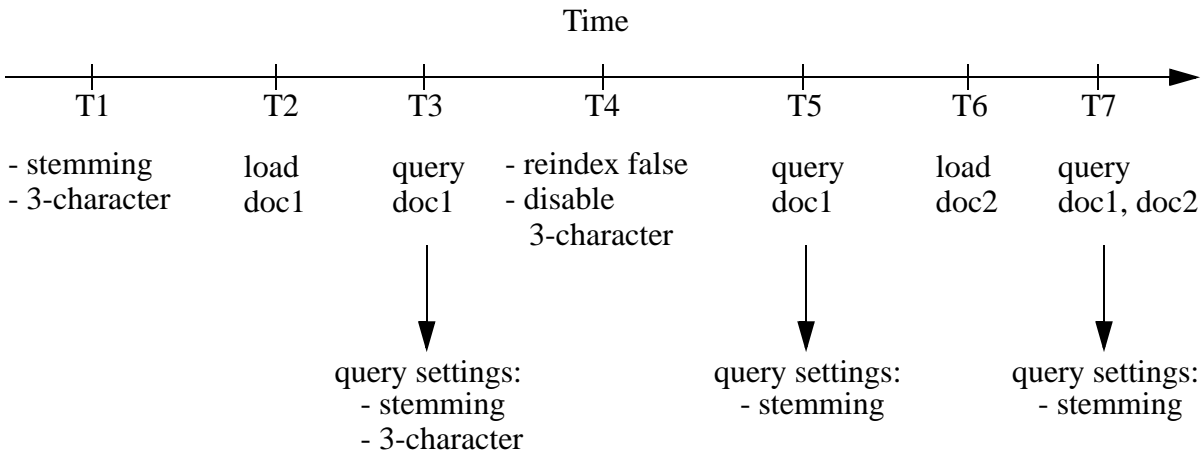 Time
T1 T2 T3 T4 T5 T6 T7
- stemming load query - reindex false query load query
- 3-character doc1 doc1 - disable doc1 doc2 doc1, doc2
3-character
query settings: query settings: query settings:
- stemming - stemming - stemming
- 3-character